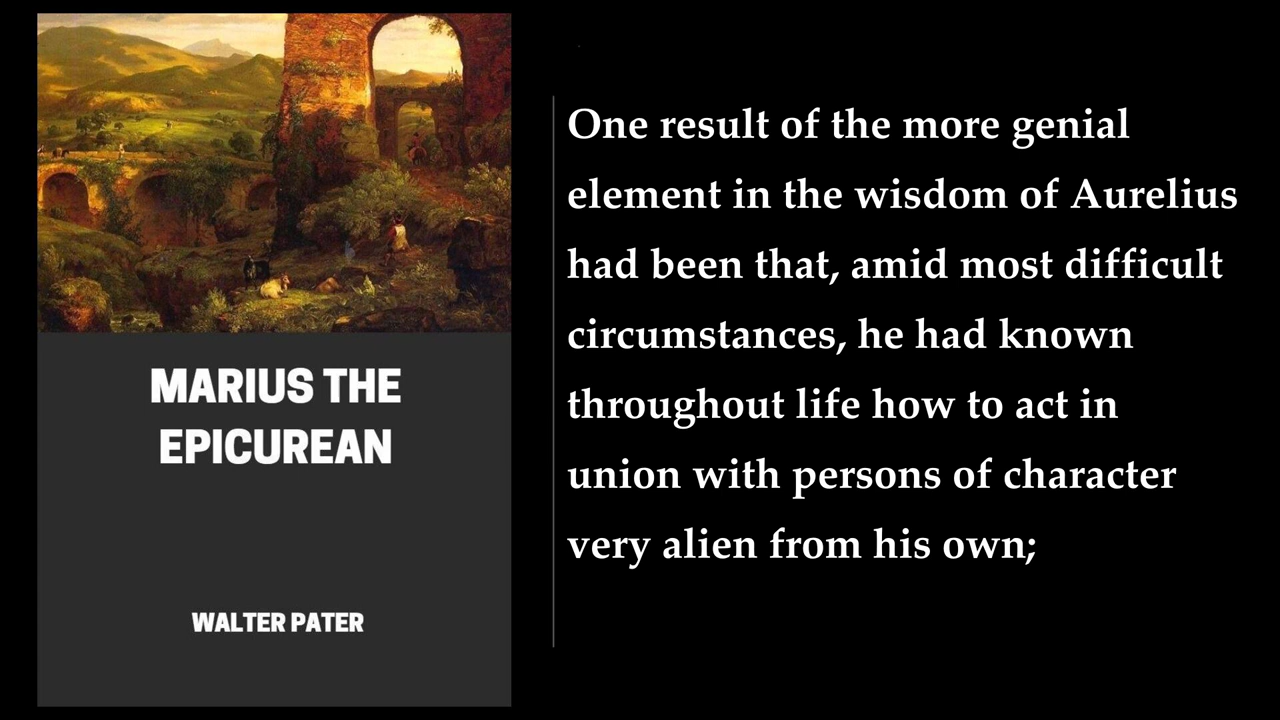 MARIUS THE
EPICUREAN
WALTER PATER
One result of the more genial
element in the wisdom of Aurelius
had been that, amid most difficult
circumstances, he had known
throughout life how to act in
union with persons of character
very alien from his own;